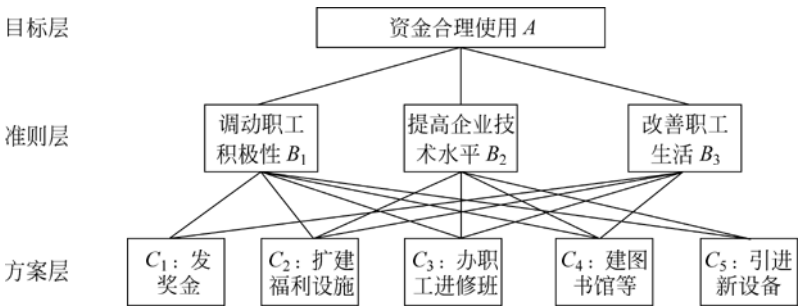 目标层
资金合理使用 A
准则层
调动职工
积极性 B₁
提高企业技
术水平 B₂
改善职工
生活 B₃
方案层
C₁：发
奖金
C₂：扩建
福利设施
C₃：办职
工进修班
C₄：建图
书馆等
C₅：引进
新设备